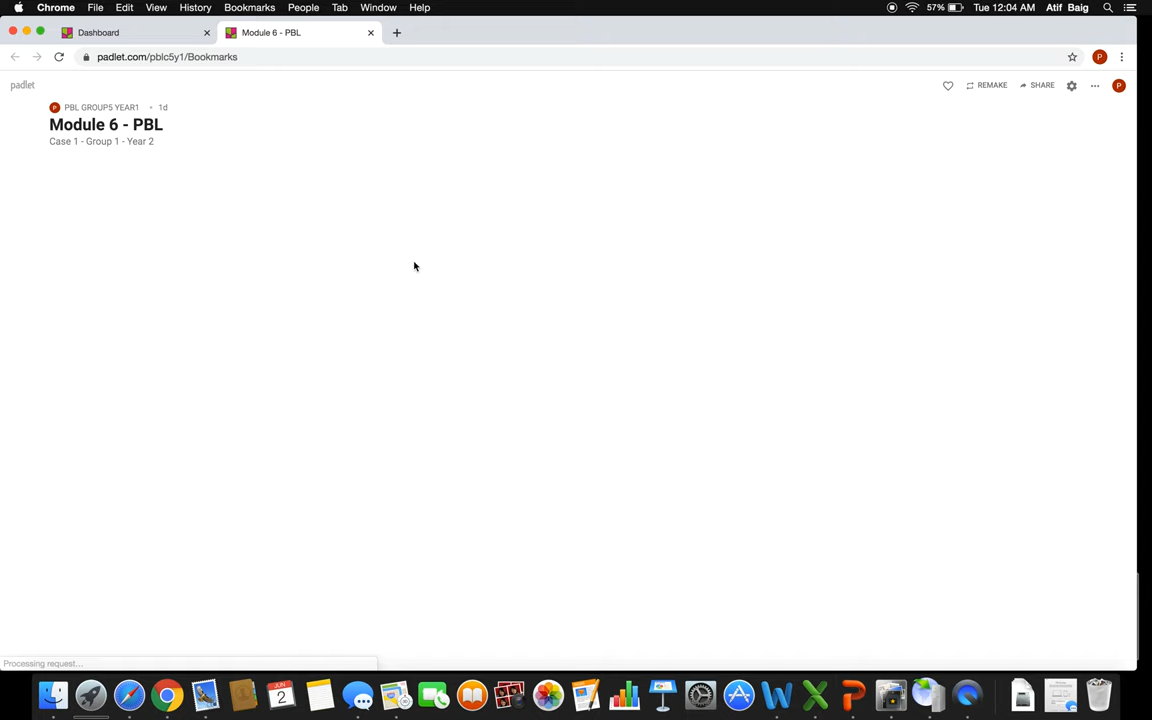 Chrome File Edit View History Bookmarks People Tab Window Help 57% Tue 12:04 AM Atif Baig
Dashboard Module 6 - PBL
padlet.com/pblc5y1/Bookmarks P
padlet REMAKE SHARE P
P PBL GROUP5 YEAR1 • 1d
Module 6 - PBL
Case 1 - Group 1 - Year 2
Processing request...
2